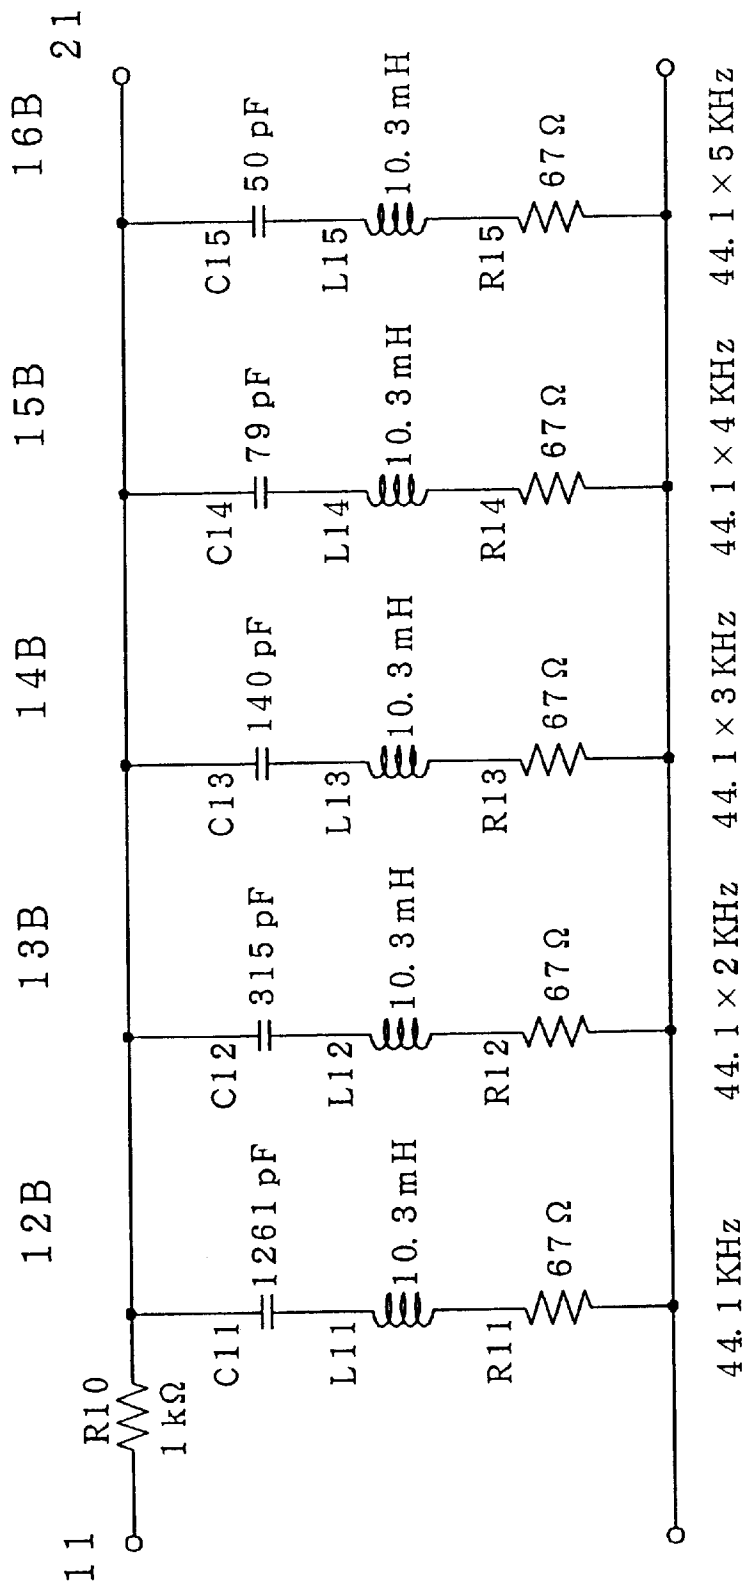 11
R10
1kΩ
12B
C11
1261pF
L11
10.3mH
R11
67Ω
44.1KHz
13B
C12
315pF
L12
10.3mH
R12
67Ω
44.1×2KHz
14B
C13
140pF
L13
10.3mH
R13
67Ω
44.1×3KHz
15B
C14
79pF
L14
10.3mH
R14
67Ω
44.1×4KHz
16B
C15
50pF
L15
10.3mH
R15
67Ω
44.1×5KHz
21